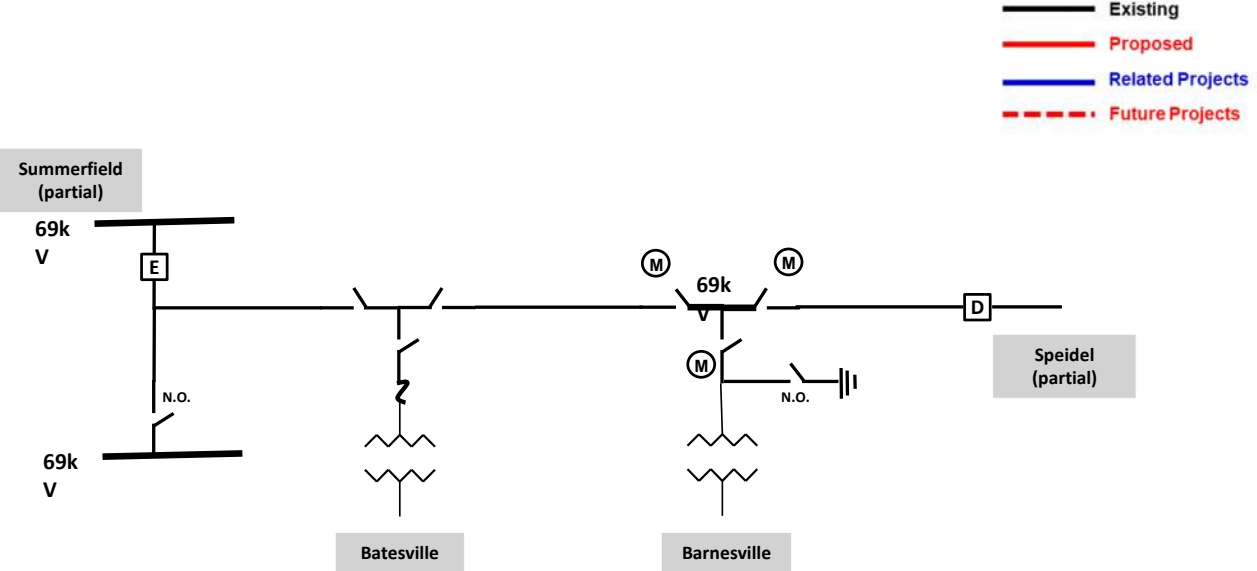 Existing
Proposed
Related Projects
Future Projects
Summerfield
(partial)
69k
V
E
N.O.
69k
V
M
69k
V
M
M
N.O.
D
Speidel
(partial)
Batesville
Barnesville